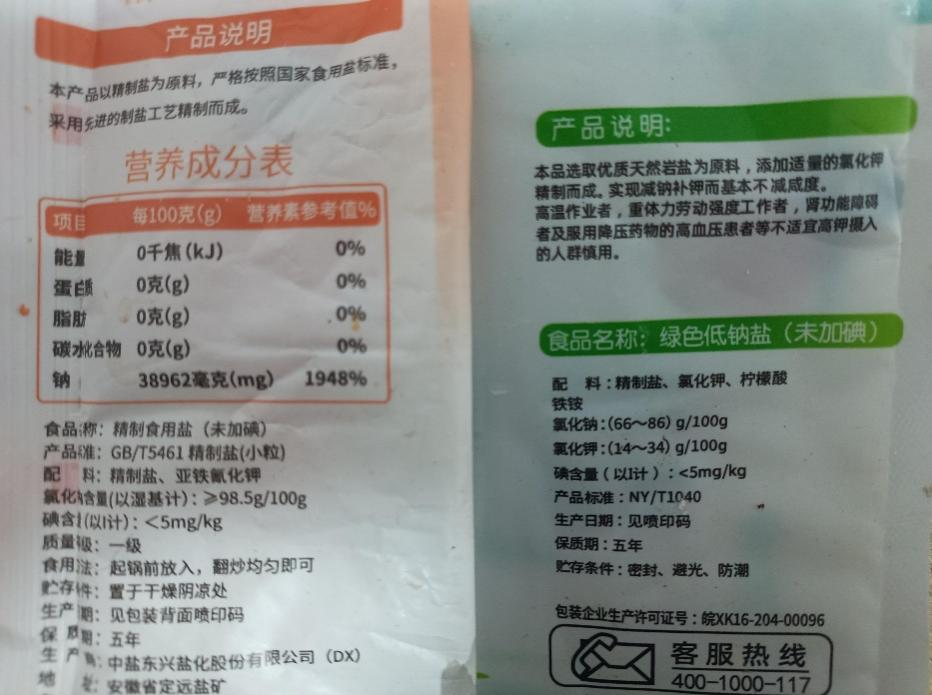 产品说明
本产品以精制盐为原料，严格按照国家食用盐标准，
采用先进的制盐工艺精制而成。
营养成分表
项目 每100克(g) 营养素参考值%
能量 0千焦(kJ) 0%
蛋白质 0克(g) 0%
脂肪 0克(g) 0%
碳水化合物 0克(g) 0%
钠 38962毫克(mg) 1948%
食品名称：精制食用盐（未加碘）
产品标准：GB/T5461 精制盐(小粒)
配 料：精制盐、亚铁氰化钾
氯化钠含量(以湿基计)：≥98.5g/100g
碘含量(以I计)：＜5mg/kg
质量等级：一级
食用方法：起锅前放入，翻炒均匀即可
贮存条件：置于干燥阴凉处
生产日期：见包装背面喷印码
保 质 期：五年
生 产 商：中盐东兴盐化股份有限公司（DX）
地 址：安徽省定远盐矿
产品说明:
本品选取优质天然岩盐为原料，添加适量的氯化钾
精制而成。实现减钠补钾而基本不减咸度。
高温作业者，重体力劳动强度工作者，肾功能障碍
者及服用降压药物的高血压患者等不适宜高钾摄入
的人群慎用。
食品名称：绿色低钠盐（未加碘）
配 料：精制盐、氯化钾、柠檬酸
铁铵
氯化钠：(66～86) g/100g
氯化钾：(14～34) g/100g
碘含量（以I计）：<5mg/kg
产品标准：NY/T1040
生产日期：见喷印码
保质期：五年
贮存条件：密封、避光、防潮
包装企业生产许可证号：皖XK16-204-00096
客服热线
400-1000-117